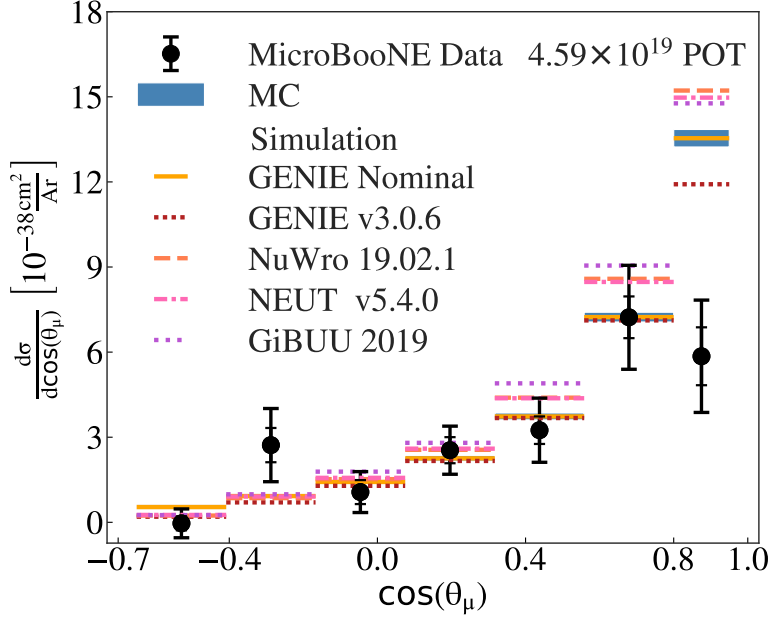 18
15
12
9
6
3
0
dσ/dcos(θμ) [10⁻³⁸ cm²/Ar]
MicroBooNE Data 4.59×10¹⁹ POT
MC
Simulation
GENIE Nominal
GENIE v3.0.6
NuWro 19.02.1
NEUT v5.4.0
GiBUU 2019
−0.7 −0.4 0.0 0.4 0.8 1.0
cos(θμ)